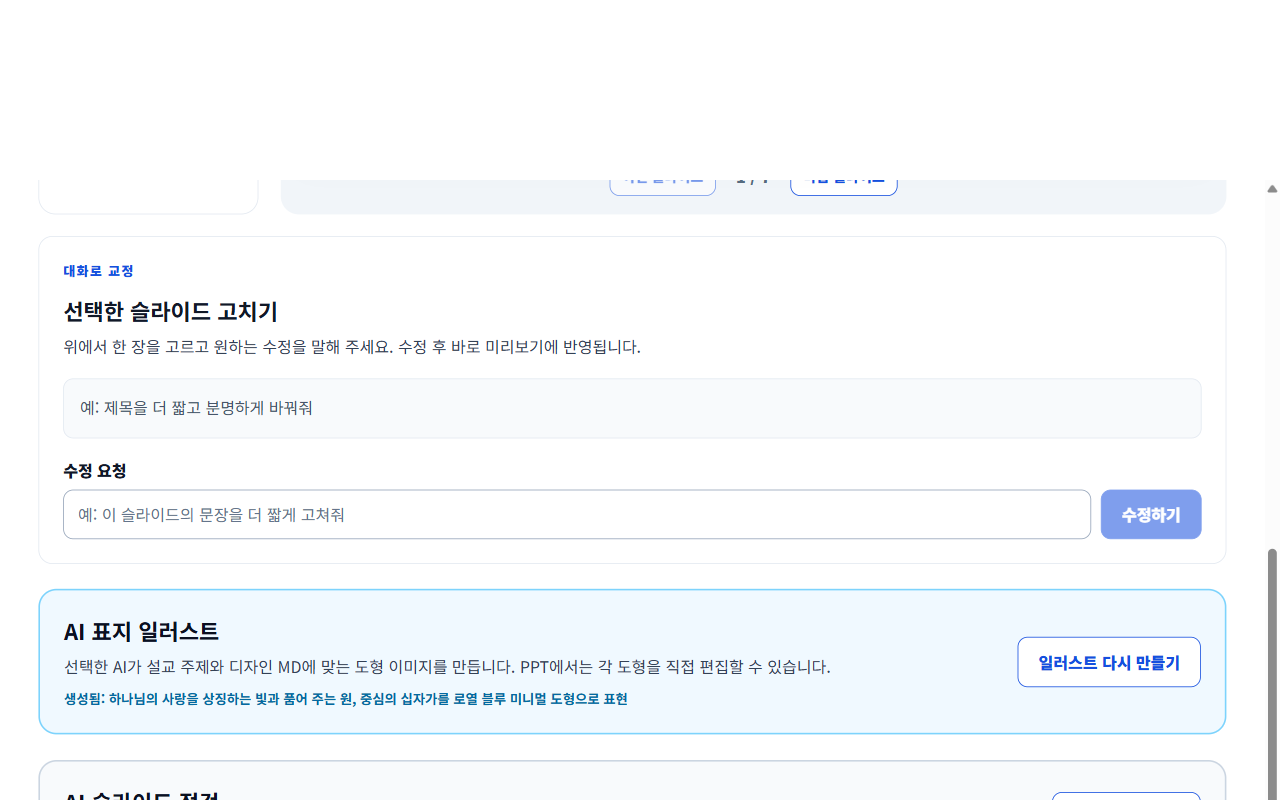 대화로 교정
선택한 슬라이드 고치기
위에서 한 장을 고르고 원하는 수정을 말해 주세요. 수정 후 바로 미리보기에 반영됩니다.
예: 제목을 더 짧고 분명하게 바꿔줘
수정 요청
예: 이 슬라이드의 문장을 더 짧게 고쳐줘
수정하기
AI 표지 일러스트
선택한 AI가 설교 주제와 디자인 MD에 맞는 도형 이미지를 만듭니다. PPT에서는 각 도형을 직접 편집할 수 있습니다.
일러스트 다시 만들기
생성됨: 하나님의 사랑을 상징하는 빛과 품어 주는 원, 중심의 십자가를 로열 블루 미니멀 도형으로 표현
AI 슬라이드 점검